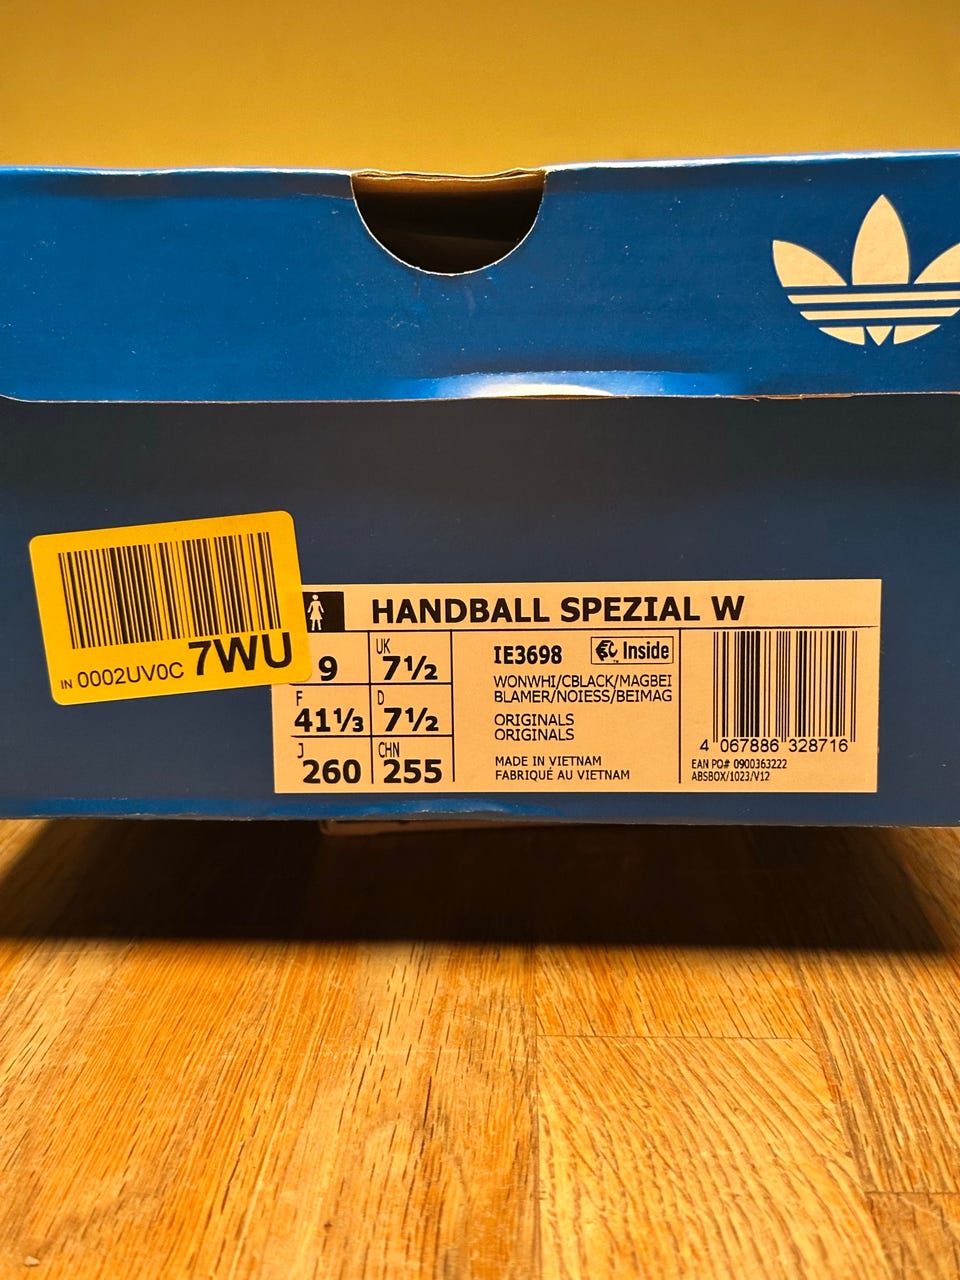 IN 0002UV0C 7WU
HANDBALL SPEZIAL W
9
UK
7½
F
41⅓
D
7½
J
260
CHN
255
IE3698
Inside
WONWHI/CBLACK/MAGBEI
BLAMER/NOIESS/BEIMAG
ORIGINALS
ORIGINALS
MADE IN VIETNAM
FABRIQUÉ AU VIETNAM
4 067886 328716
EAN PO# 0900363222
ABSBOX/1023/V12